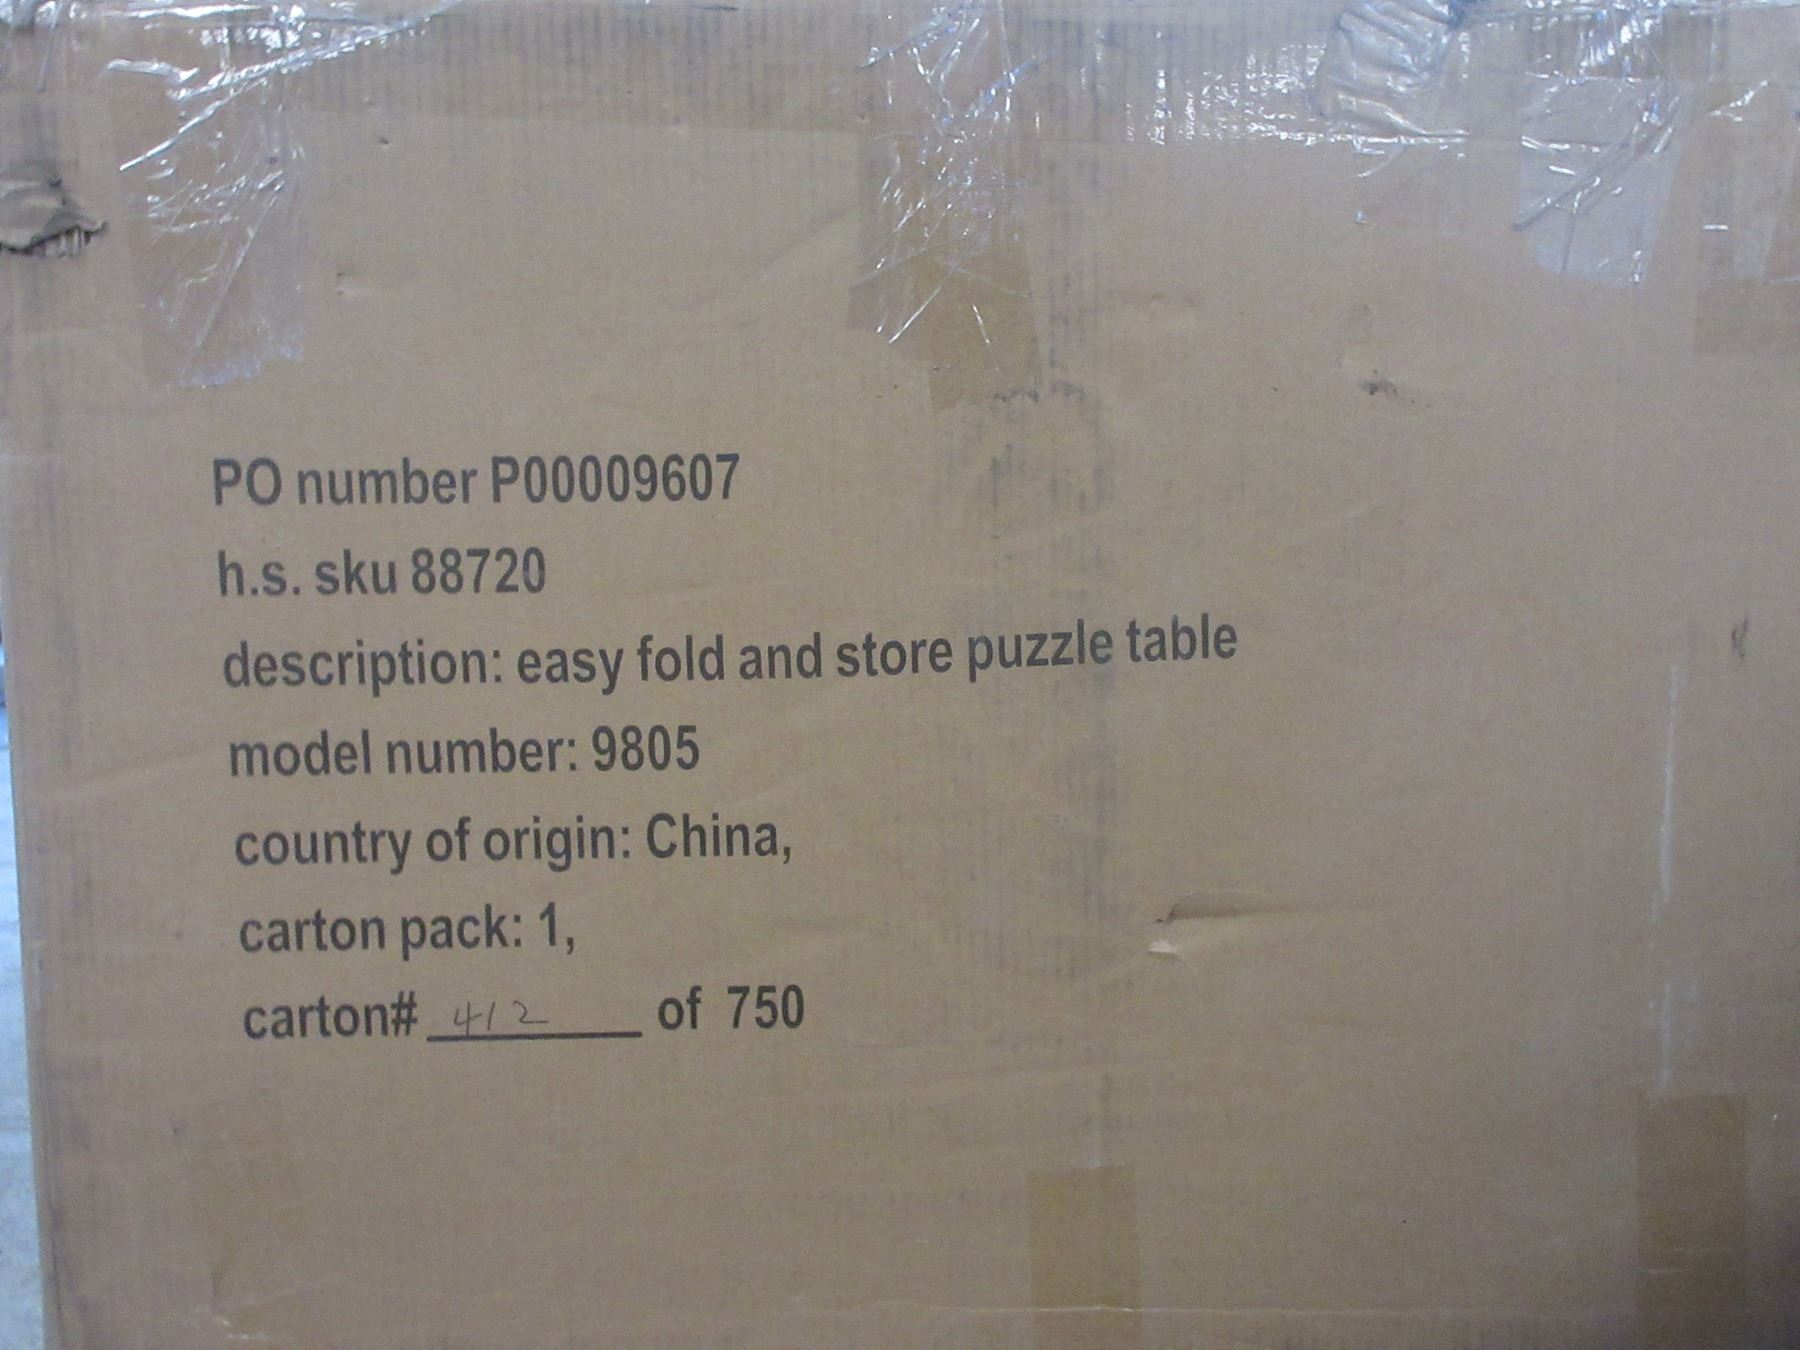 PO number P00009607
h.s. sku 88720
description: easy fold and store puzzle table
model number: 9805
country of origin: China,
carton pack: 1,
carton# 412 of 750